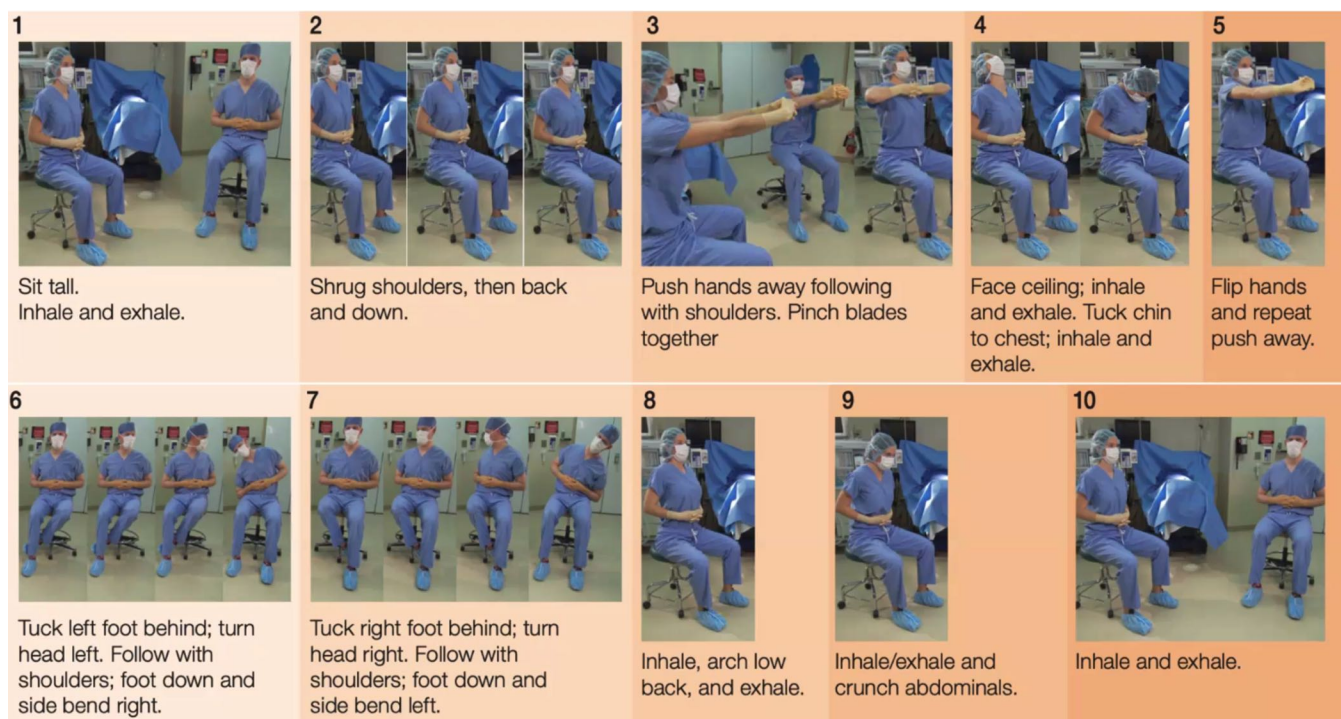 1
Sit tall.
Inhale and exhale.
2
Shrug shoulders, then back
and down.
3
Push hands away following
with shoulders. Pinch blades
together
4
Face ceiling; inhale
and exhale. Tuck chin
to chest; inhale and
exhale.
5
Flip hands
and repeat
push away.
6
Tuck left foot behind; turn
head left. Follow with
shoulders; foot down and
side bend right.
7
Tuck right foot behind; turn
head right. Follow with
shoulders; foot down and
side bend left.
8
Inhale, arch low
back, and exhale.
9
Inhale/exhale and
crunch abdominals.
10
Inhale and exhale.